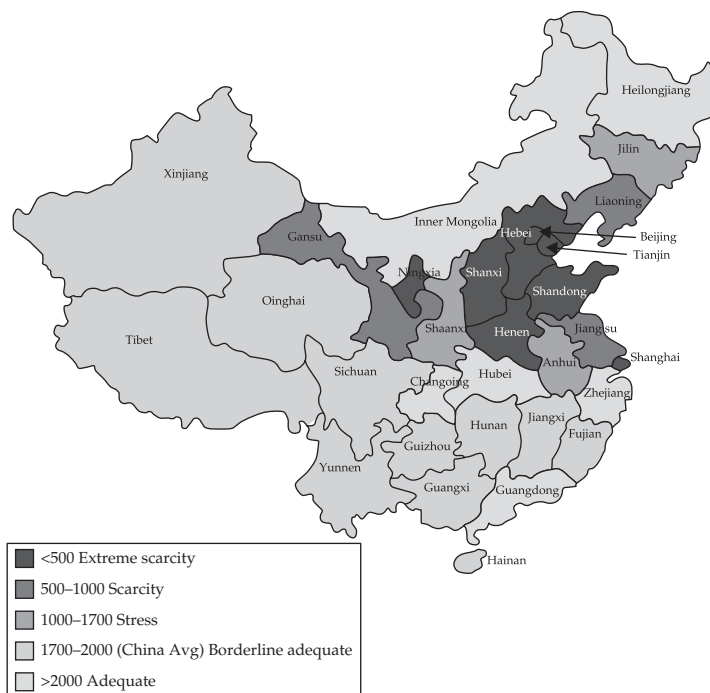 Heilongjiang
Jilin
Xinjiang
Liaoning
Inner Mongolia
Gansu
Hebei
Beijing
Tianjin
Ningxia
Shanxi
Oinghai
Shandong
Tibet
Shaanxi
Henen
Jiangsu
Shanghai
Anhui
Sichuan
Changoing
Hubei
Zhejiang
Hunan
Jiangxi
Guizhou
Fujian
Yunnen
Guangxi
Guangdong
Hainan
<500 Extreme scarcity
500–1000 Scarcity
1000–1700 Stress
1700–2000 (China Avg) Borderline adequate
>2000 Adequate